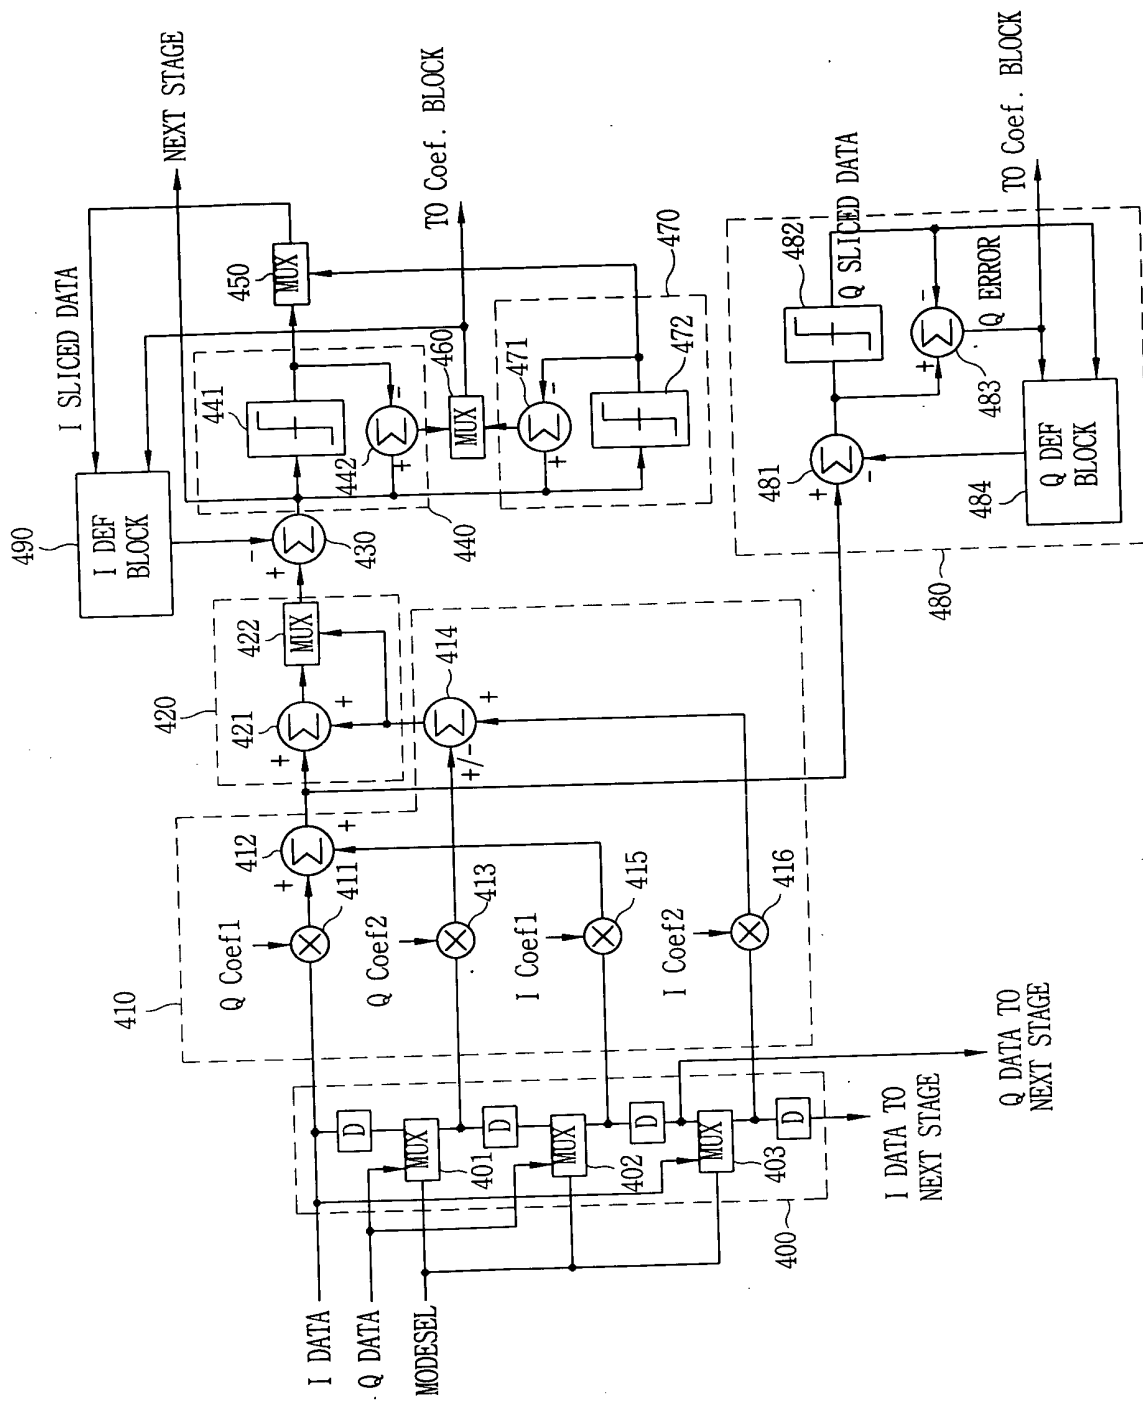 I DATA
Q DATA
MODESEL
400
D
MUX
401
D
MUX
402
D
MUX
403
D
I DATA TO
NEXT STAGE
Q DATA TO
NEXT STAGE
410
Q Coef1
411
+
Σ
412
+
Q Coef2
413
I Coef1
415
I Coef2
416
+/-
Σ
414
+
420
421
+
Σ
+
422
MUX
490
I DEF
BLOCK
-
+
Σ
430
440
441
442
+
Σ
-
I SLICED DATA
450
MUX
NEXT STAGE
460
MUX
TO Coef. BLOCK
470
471
+
Σ
-
472
480
481
+
Σ
-
482
Q SLICED DATA
+
Σ
-
483
Q ERROR
484
Q DEF
BLOCK
TO Coef. BLOCK